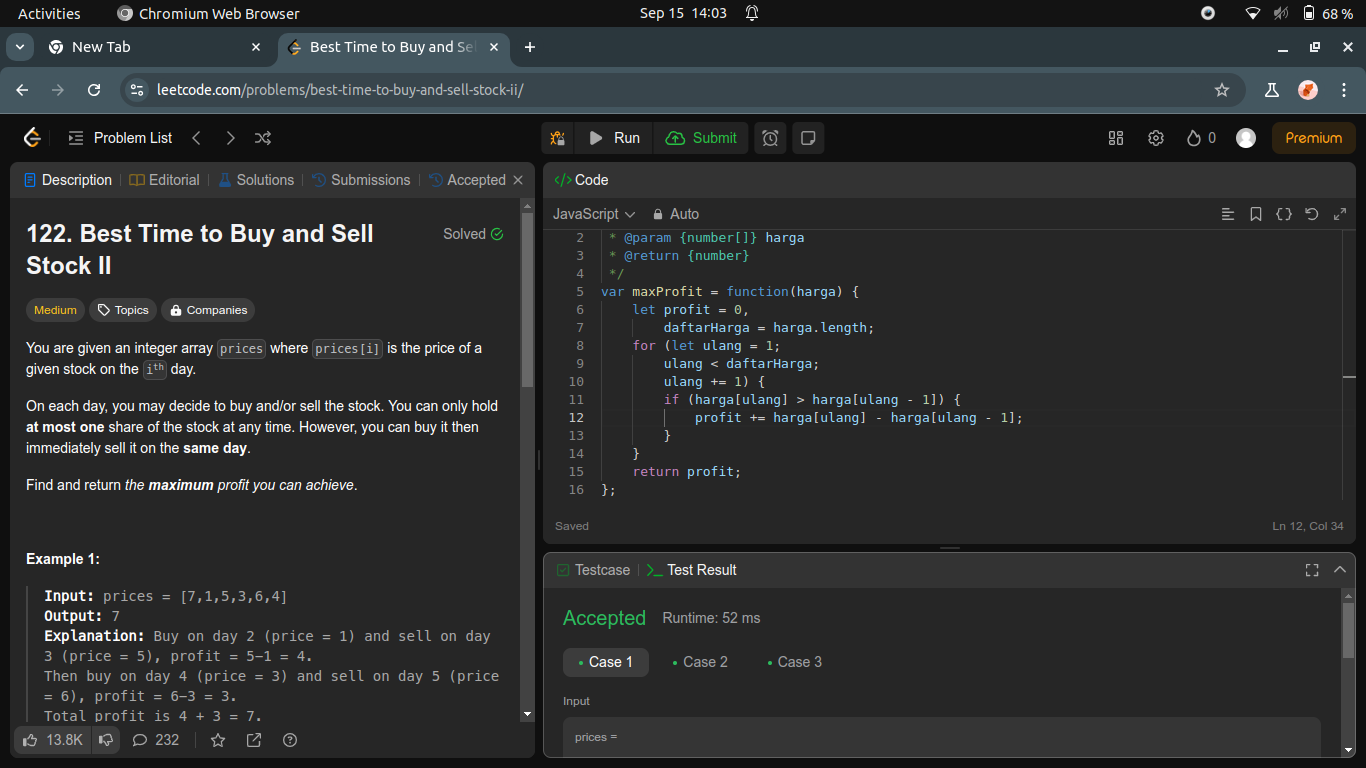 Activities
Chromium Web Browser
Sep 15 14:03
68 %
New Tab
Best Time to Buy and Se
leetcode.com/problems/best-time-to-buy-and-sell-stock-ii/
Problem List
Run
Submit
0
Premium
Description
Editorial
Solutions
Submissions
Accepted
122. Best Time to Buy and Sell
Stock II
Solved
Medium
Topics
Companies
You are given an integer array prices where prices[i] is the price of a
given stock on the ith day.
On each day, you may decide to buy and/or sell the stock. You can only hold
at most one share of the stock at any time. However, you can buy it then
immediately sell it on the same day.
Find and return the maximum profit you can achieve.
Example 1:
Input: prices = [7,1,5,3,6,4]
Output: 7
Explanation: Buy on day 2 (price = 1) and sell on day
3 (price = 5), profit = 5-1 = 4.
Then buy on day 4 (price = 3) and sell on day 5 (price
= 6), profit = 6-3 = 3.
Total profit is 4 + 3 = 7.
13.8K
232
</> Code
JavaScript
Auto
2 * @param {number[]} harga
3 * @return {number}
4 */
5 var maxProfit = function(harga) {
6 let profit = 0,
7 daftarHarga = harga.length;
8 for (let ulang = 1;
9 ulang < daftarHarga;
10 ulang += 1) {
11 if (harga[ulang] > harga[ulang - 1]) {
12 profit += harga[ulang] - harga[ulang - 1];
13 }
14 }
15 return profit;
16 };
Saved
Ln 12, Col 34
Testcase
Test Result
Accepted
Runtime: 52 ms
Case 1
Case 2
Case 3
Input
prices =